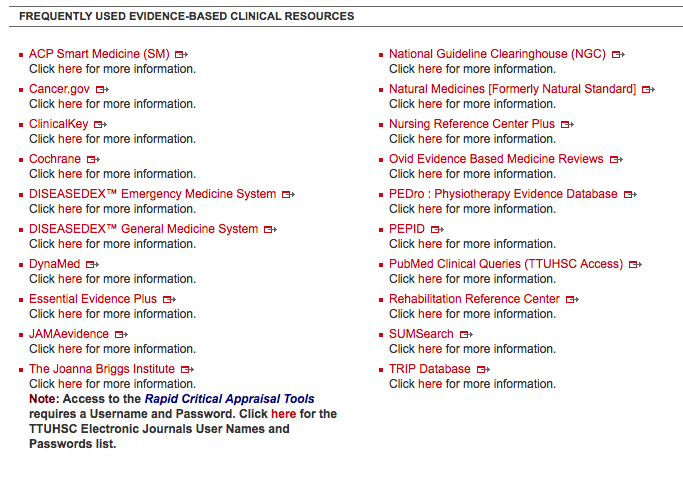 FREQUENTLY USED EVIDENCE-BASED CLINICAL RESOURCES
ACP Smart Medicine (SM)
Click here for more information.
Cancer.gov
Click here for more information.
ClinicalKey
Click here for more information.
Cochrane
Click here for more information.
DISEASEDEX™ Emergency Medicine System
Click here for more information.
DISEASEDEX™ General Medicine System
Click here for more information.
DynaMed
Click here for more information.
Essential Evidence Plus
Click here for more information.
JAMAevidence
Click here for more information.
The Joanna Briggs Institute
Click here for more information.
Note: Access to the Rapid Critical Appraisal Tools
requires a Username and Password. Click here for the
TTUHSC Electronic Journals User Names and
Passwords list.
National Guideline Clearinghouse (NGC)
Click here for more information.
Natural Medicines [Formerly Natural Standard]
Click here for more information.
Nursing Reference Center Plus
Click here for more information.
Ovid Evidence Based Medicine Reviews
Click here for more information.
PEDro : Physiotherapy Evidence Database
Click here for more information.
PEPID
Click here for more information.
PubMed Clinical Queries (TTUHSC Access)
Click here for more information.
Rehabilitation Reference Center
Click here for more information.
SUMSearch
Click here for more information.
TRIP Database
Click here for more information.